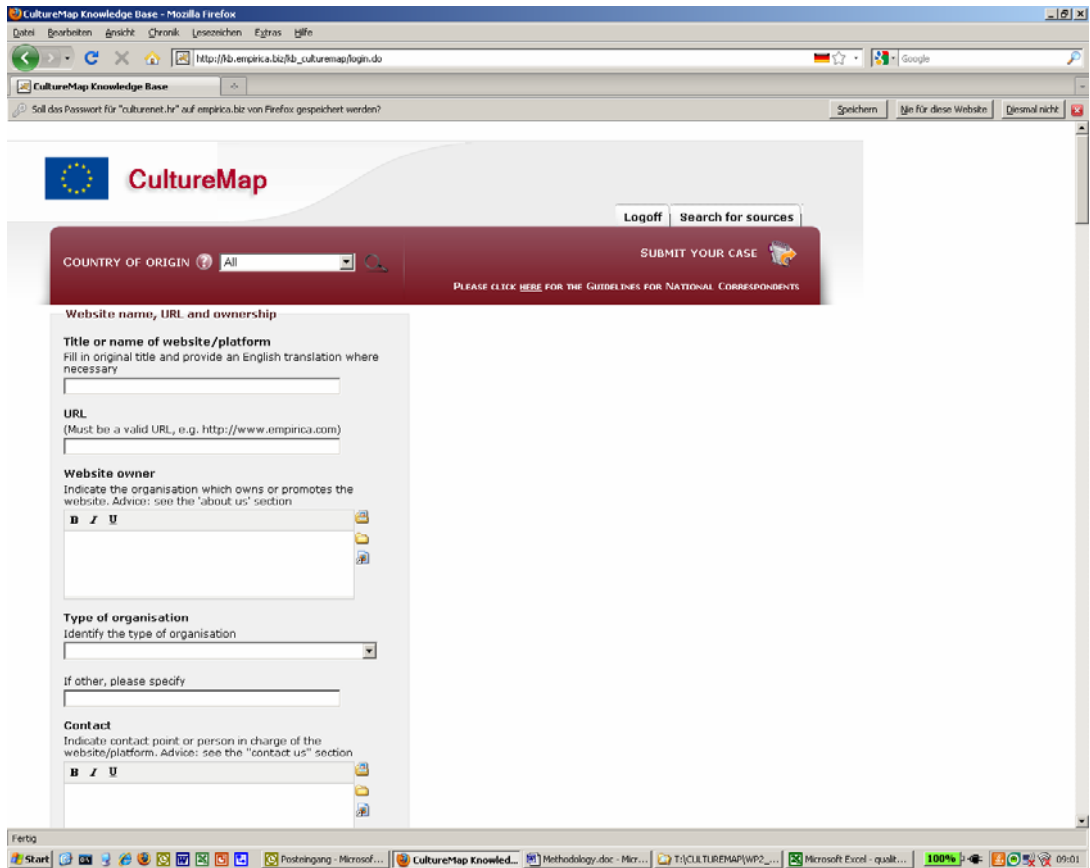 CultureMap Knowledge Base - Mozilla Firefox
Datei Bearbeiten Ansicht Chronik Lesezeichen Extras Hilfe
http://kb.empirica.biz/kb_culturemap/login.do
Google
CultureMap Knowledge Base
Soll das Passwort für "culturenet.hr" auf empirica.biz von Firefox gespeichert werden? Speichern Nie für diese Website Diesmal nicht
CultureMap
Logoff Search for sources
COUNTRY OF ORIGIN ? All
SUBMIT YOUR CASE
PLEASE CLICK HERE FOR THE GUIDELINES FOR NATIONAL CORRESPONDENTS
Website name, URL and ownership
Title or name of website/platform
Fill in original title and provide an English translation where
necessary
URL
(Must be a valid URL, e.g. http://www.empirica.com)
Website owner
Indicate the organisation which owns or promotes the
website. Advice: see the 'about us' section
B I U
Type of organisation
Identify the type of organisation
If other, please specify
Contact
Indicate contact point or person in charge of the
website/platform. Advice: see the "contact us" section
B I U
Fertig
Start Posteingang - Microsof... CultureMap Knowled... Methodology.doc - Micr... T:\CULTUREMAP\WP2_... Microsoft Excel - qualit... 100% 09:01